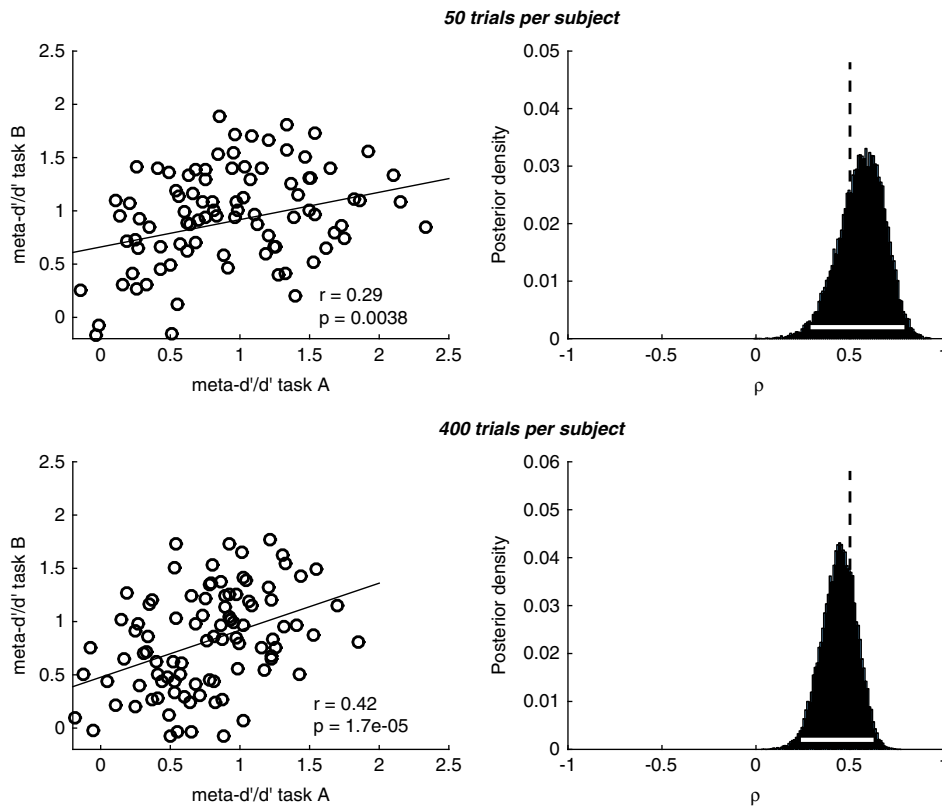 50 trials per subject
2.5
2
1.5
1
0.5
0
meta-d'/d' task B
r = 0.29
p = 0.0038
0 0.5 1 1.5 2 2.5
meta-d'/d' task A
0.05
0.04
0.03
0.02
0.01
0
Posterior density
-1 -0.5 0 0.5 1
ρ
400 trials per subject
2.5
2
1.5
1
0.5
0
meta-d'/d' task B
r = 0.42
p = 1.7e-05
0 0.5 1 1.5 2 2.5
meta-d'/d' task A
0.06
0.05
0.04
0.03
0.02
0.01
0
Posterior density
-1 -0.5 0 0.5 1
ρ